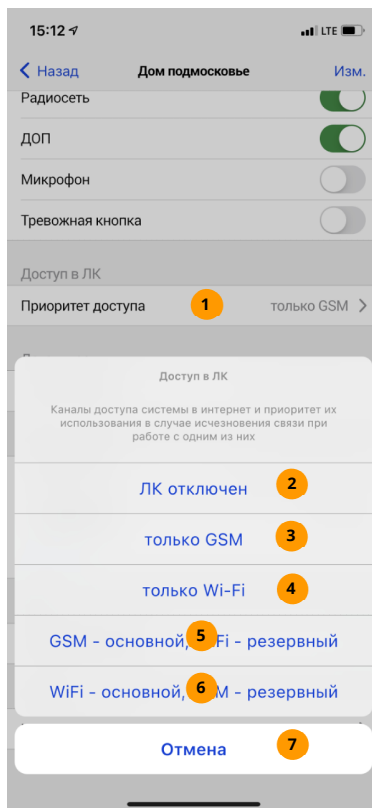 15:12
LTE
Назад
Дом подмосковье
Изм.
Радиосеть
ДОП
Микрофон
Тревожная кнопка
Доступ в ЛК
Приоритет доступа 1 только GSM
Доступ в ЛК
Каналы доступа системы в интернет и приоритет их
использования в случае исчезновения связи при
работе с одним из них
ЛК отключен 2
только GSM 3
только Wi-Fi 4
GSM - основной, 5 Fi - резервный
WiFi - основной, 6 M - резервный
Отмена 7